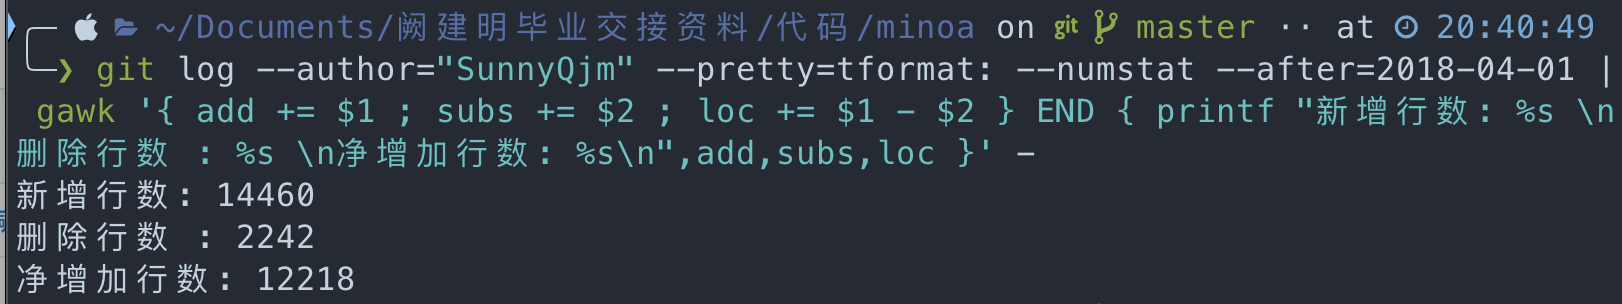 ~/Documents/阙建明毕业交接资料/代码/minoa on git master ·· at 20:40:49
❯ git log --author="SunnyQjm" --pretty=tformat: --numstat --after=2018-04-01 |
gawk '{ add += $1 ; subs += $2 ; loc += $1 - $2 } END { printf "新增行数: %s \n
删除行数 : %s \n净增加行数: %s\n",add,subs,loc }' -
新增行数: 14460
删除行数 : 2242
净增加行数: 12218